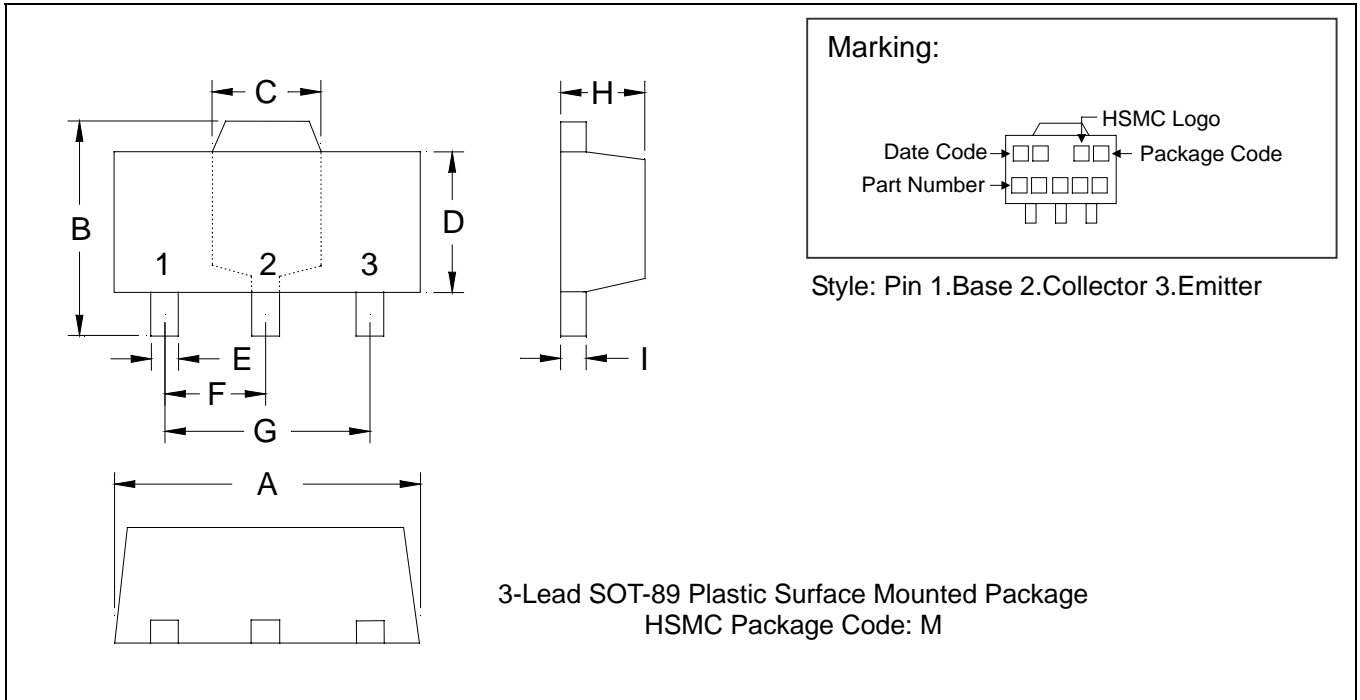 Marking:
HSMC Logo
Date Code
Package Code
Part Number
Style: Pin 1.Base 2.Collector 3.Emitter
C
H
B
D
1
2
3
E
I
F
G
A
3-Lead SOT-89 Plastic Surface Mounted Package
HSMC Package Code: M